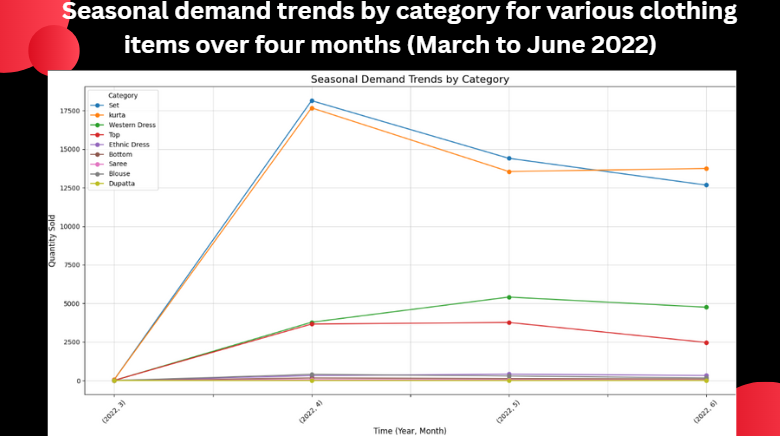 Seasonal demand trends by category for various clothing
items over four months (March to June 2022)
Seasonal Demand Trends by Category
Category
Set
kurta
Western Dress
Top
Ethnic Dress
Bottom
Saree
Blouse
Dupatta
17500
15000
12500
10000
7500
5000
2500
0
Quantity Sold
(2022, 3)
(2022, 4)
(2022, 5)
(2022, 6)
Time (Year, Month)